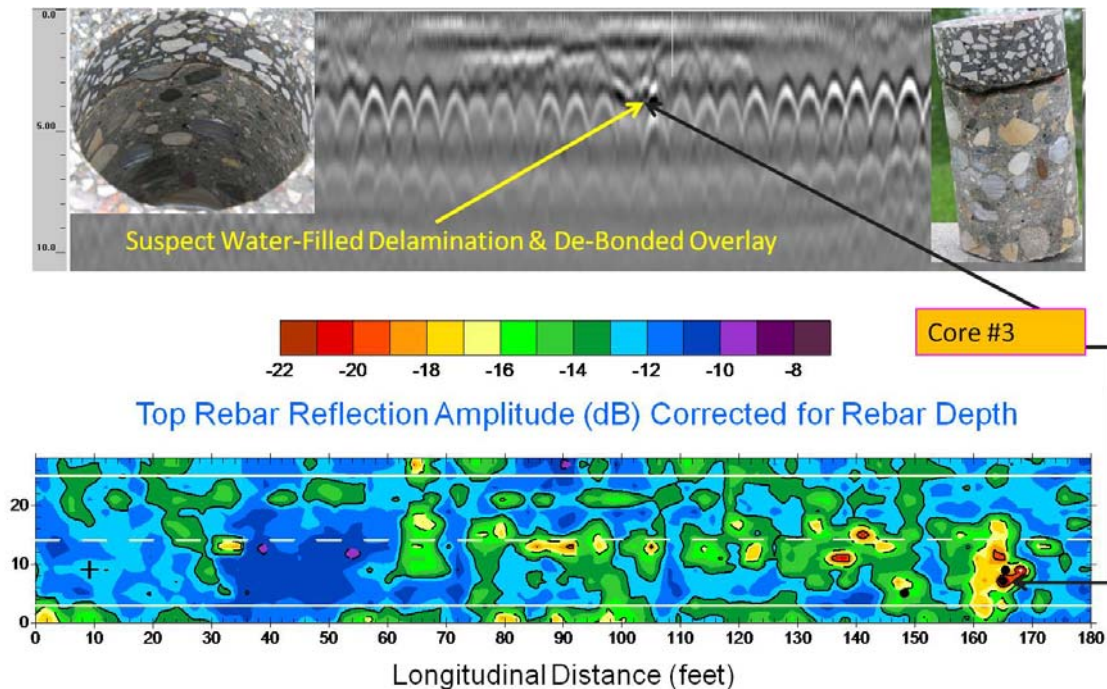 0.0
5.00
10.0
Suspect Water-Filled Delamination & De-Bonded Overlay
Core #3
-22 -20 -18 -16 -14 -12 -10 -8
Top Rebar Reflection Amplitude (dB) Corrected for Rebar Depth
20
10
0
0 10 20 30 40 50 60 70 80 90 100 110 120 130 140 150 160 170 180
Longitudinal Distance (feet)